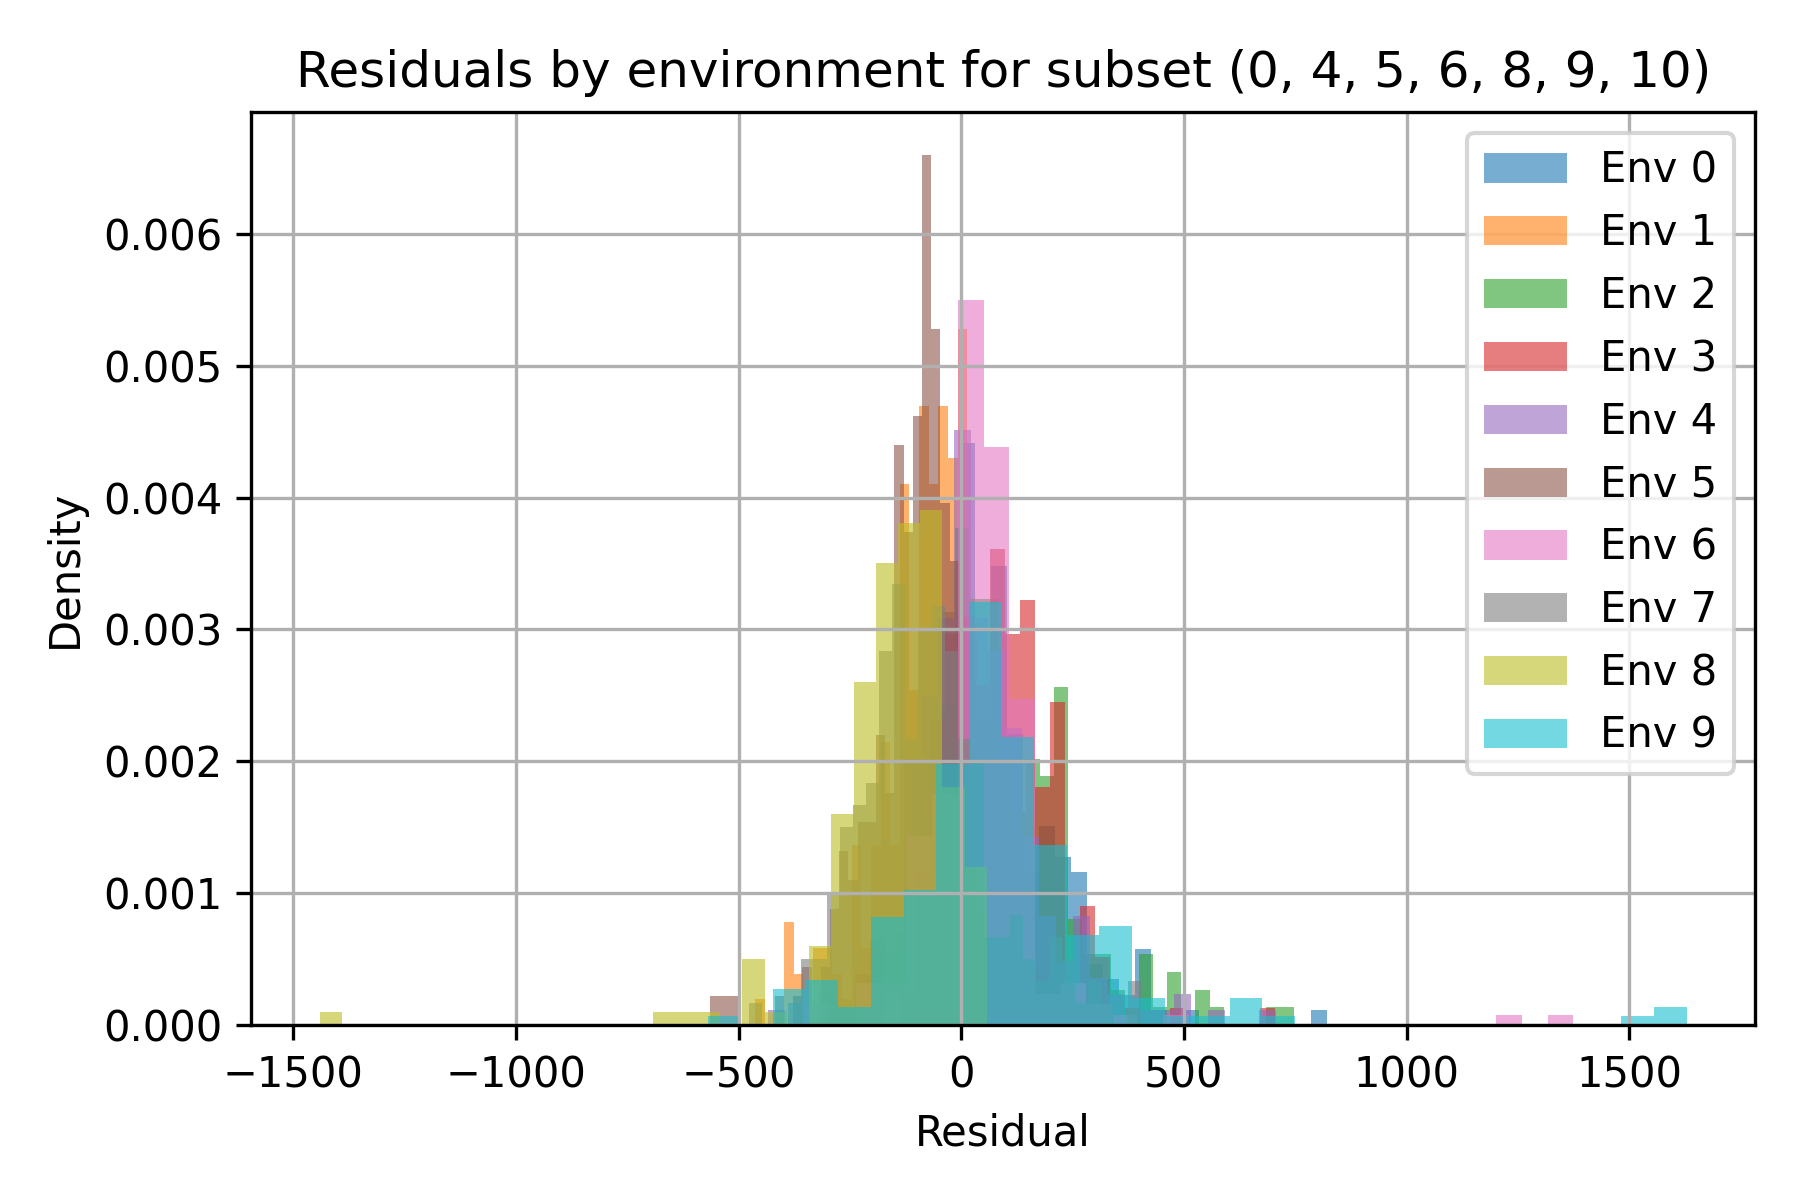 Residuals by environment for subset (0, 4, 5, 6, 8, 9, 10)
Env 0
Env 1
Env 2
Env 3
Env 4
Env 5
Env 6
Env 7
Env 8
Env 9
Density
0.006
0.005
0.004
0.003
0.002
0.001
0.000
−1500 −1000 −500 0 500 1000 1500
Residual